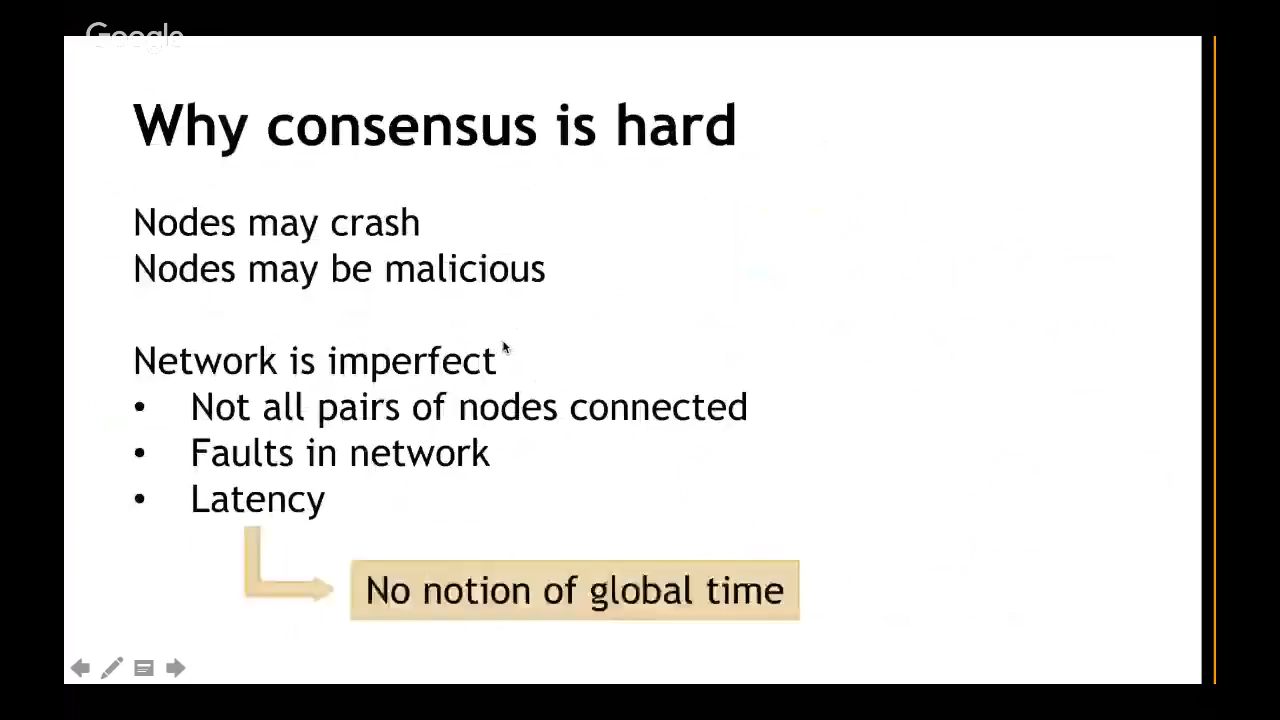 Google
Why consensus is hard
Nodes may crash
Nodes may be malicious
Network is imperfect
• Not all pairs of nodes connected
• Faults in network
• Latency
No notion of global time